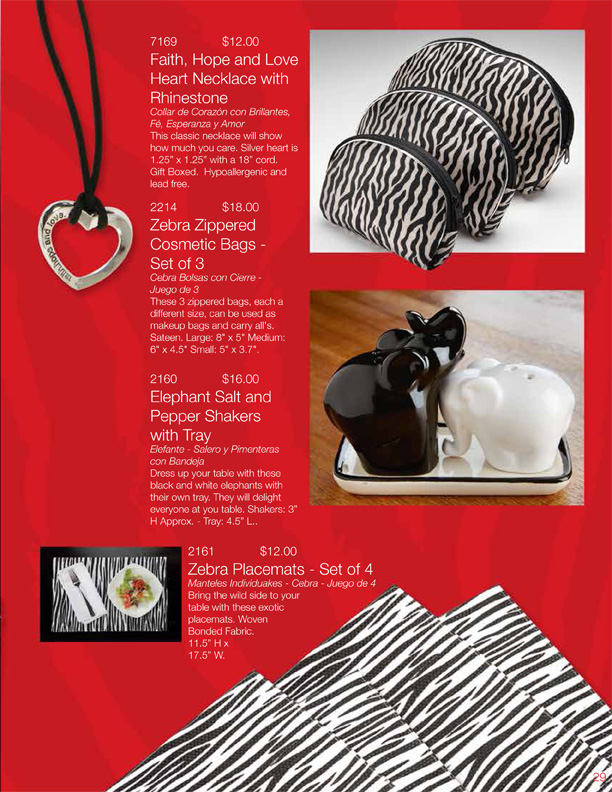 7169 $12.00
Faith, Hope and Love
Heart Necklace with
Rhinestone
Collar de Corazón con Brillantes,
Fé, Esperanza y Amor
This classic necklace will show
how much you care. Silver heart is
1.25" x 1.25" with a 18" cord.
Gift Boxed. Hypoallergenic and
lead free.
2214 $18.00
Zebra Zippered
Cosmetic Bags -
Set of 3
Cebra Bolsas con Cierre -
Juego de 3
These 3 zippered bags, each a
different size, can be used as
makeup bags and carry all's.
Sateen. Large: 8" x 5" Medium:
6" x 4.5" Small: 5" x 3.7".
2160 $16.00
Elephant Salt and
Pepper Shakers
with Tray
Elefante - Salero y Pimenteras
con Bandeja
Dress up your table with these
black and white elephants with
their own tray. They will delight
everyone at you table. Shakers: 3"
H Approx. - Tray: 4.5" L..
2161 $12.00
Zebra Placemats - Set of 4
Manteles Individuakes - Cebra - Juego de 4
Bring the wild side to your
table with these exotic
placemats. Woven
Bonded Fabric.
11.5" H x
17.5" W.
faith, hope and love.
29